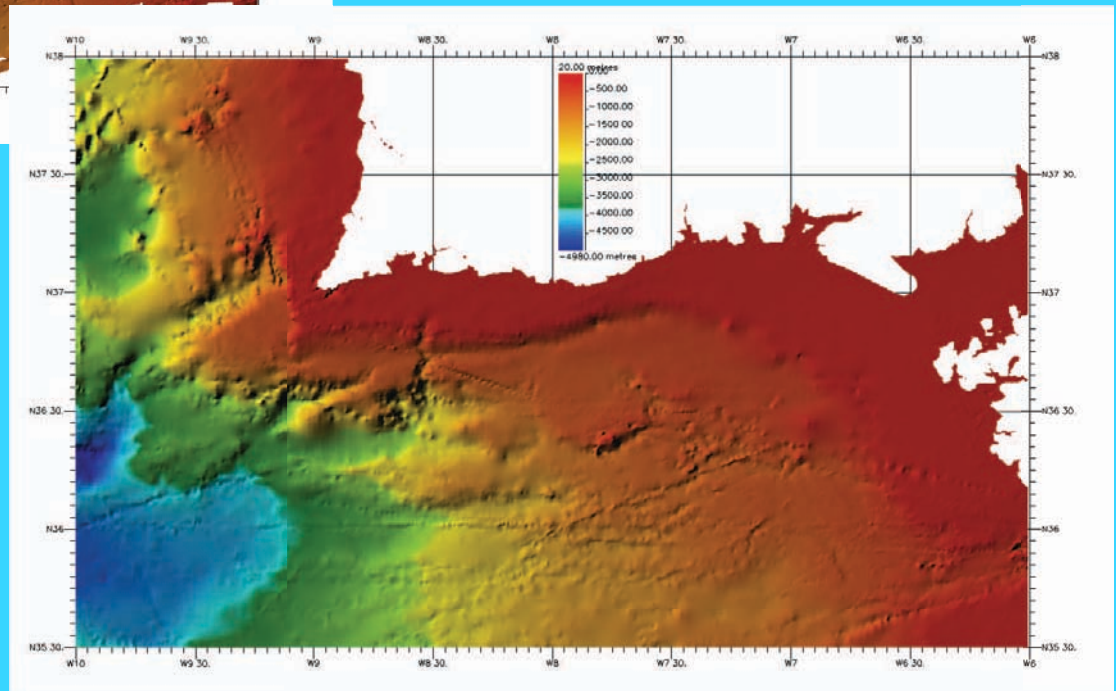 W10 W9 30. W9 W8 30. W8 W7 30. W7 W6 30. W6
N38 N38
20.00 metres
0.00
-500.00
-1500.00
-2000.00
-2500.00
N37 30. -3000.00 N37 30.
-3500.00
-4000.00
-4500.00
-4980.00 metres
N37 N37
N36 30. N36 30.
N36 N36
N35 30. N35 30.
W10 W9 30. W9 W8 30. W8 W7 30. W7 W6 30. W6